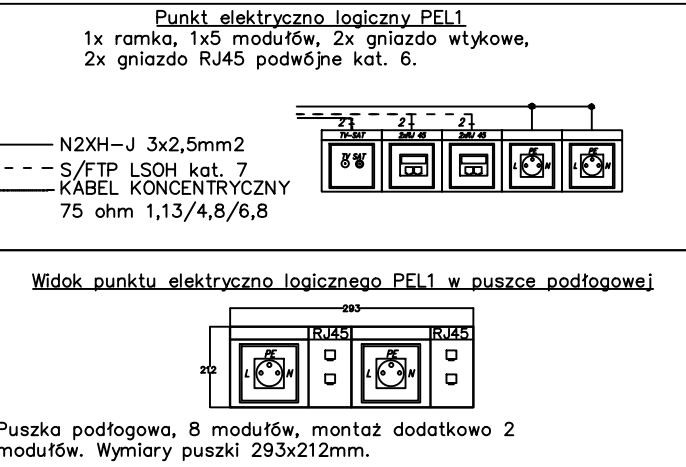 Punkt elektryczno logiczny PEL1
1x ramka, 1x5 modułów, 2x gniazdo wtykowe,
2x gniazdo RJ45 podwójne kat. 6.
N2XH-J 3x2,5mm2
S/FTP LSOH kat. 7
KABEL KONCENTRYCZNY
75 ohm 1,13/4,8/6,8
2 2 2
TV-SAT 2xRJ 45 2xRJ 45
TV SAT
PE PE
L N L N
Widok punktu elektryczno logicznego PEL1 w puszce podłogowej
293
RJ45 RJ45
212
PE PE
L N L N
Puszka podłogowa, 8 modułów, montaż dodatkowo 2
modułów. Wymiary puszki 293x212mm.